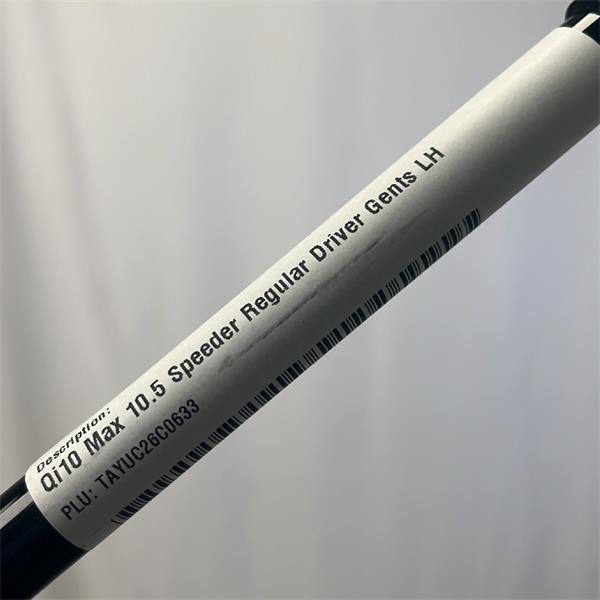 Description:
Qi10 Max 10.5 Speeder Regular Driver Gents LH
PLU: TAYUC26C0633